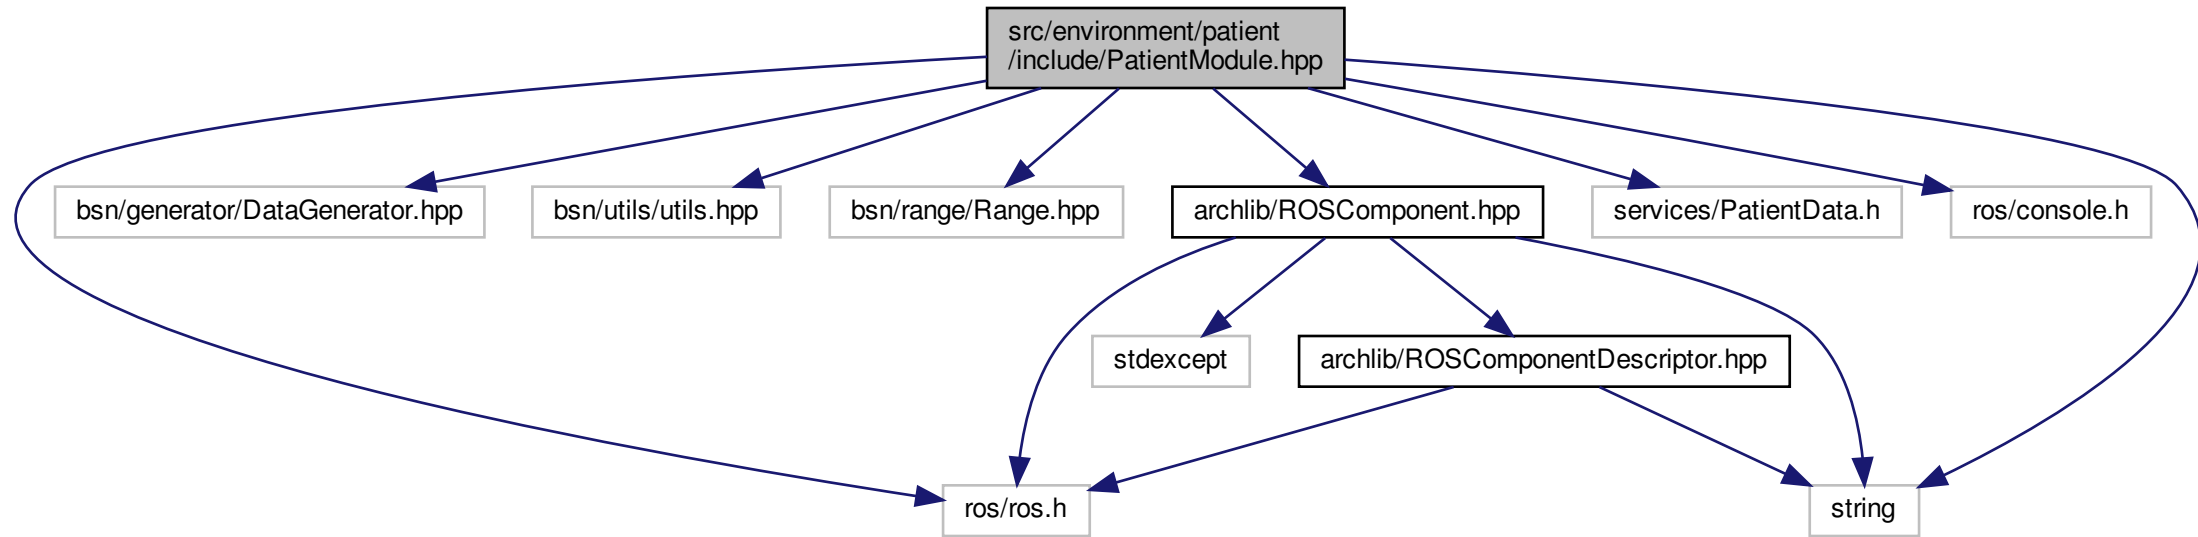 src/environment/patient
/include/PatientModule.hpp
bsn/generator/DataGenerator.hpp
bsn/utils/utils.hpp
bsn/range/Range.hpp
archlib/ROSComponent.hpp
services/PatientData.h
ros/console.h
stdexcept
archlib/ROSComponentDescriptor.hpp
ros/ros.h
string